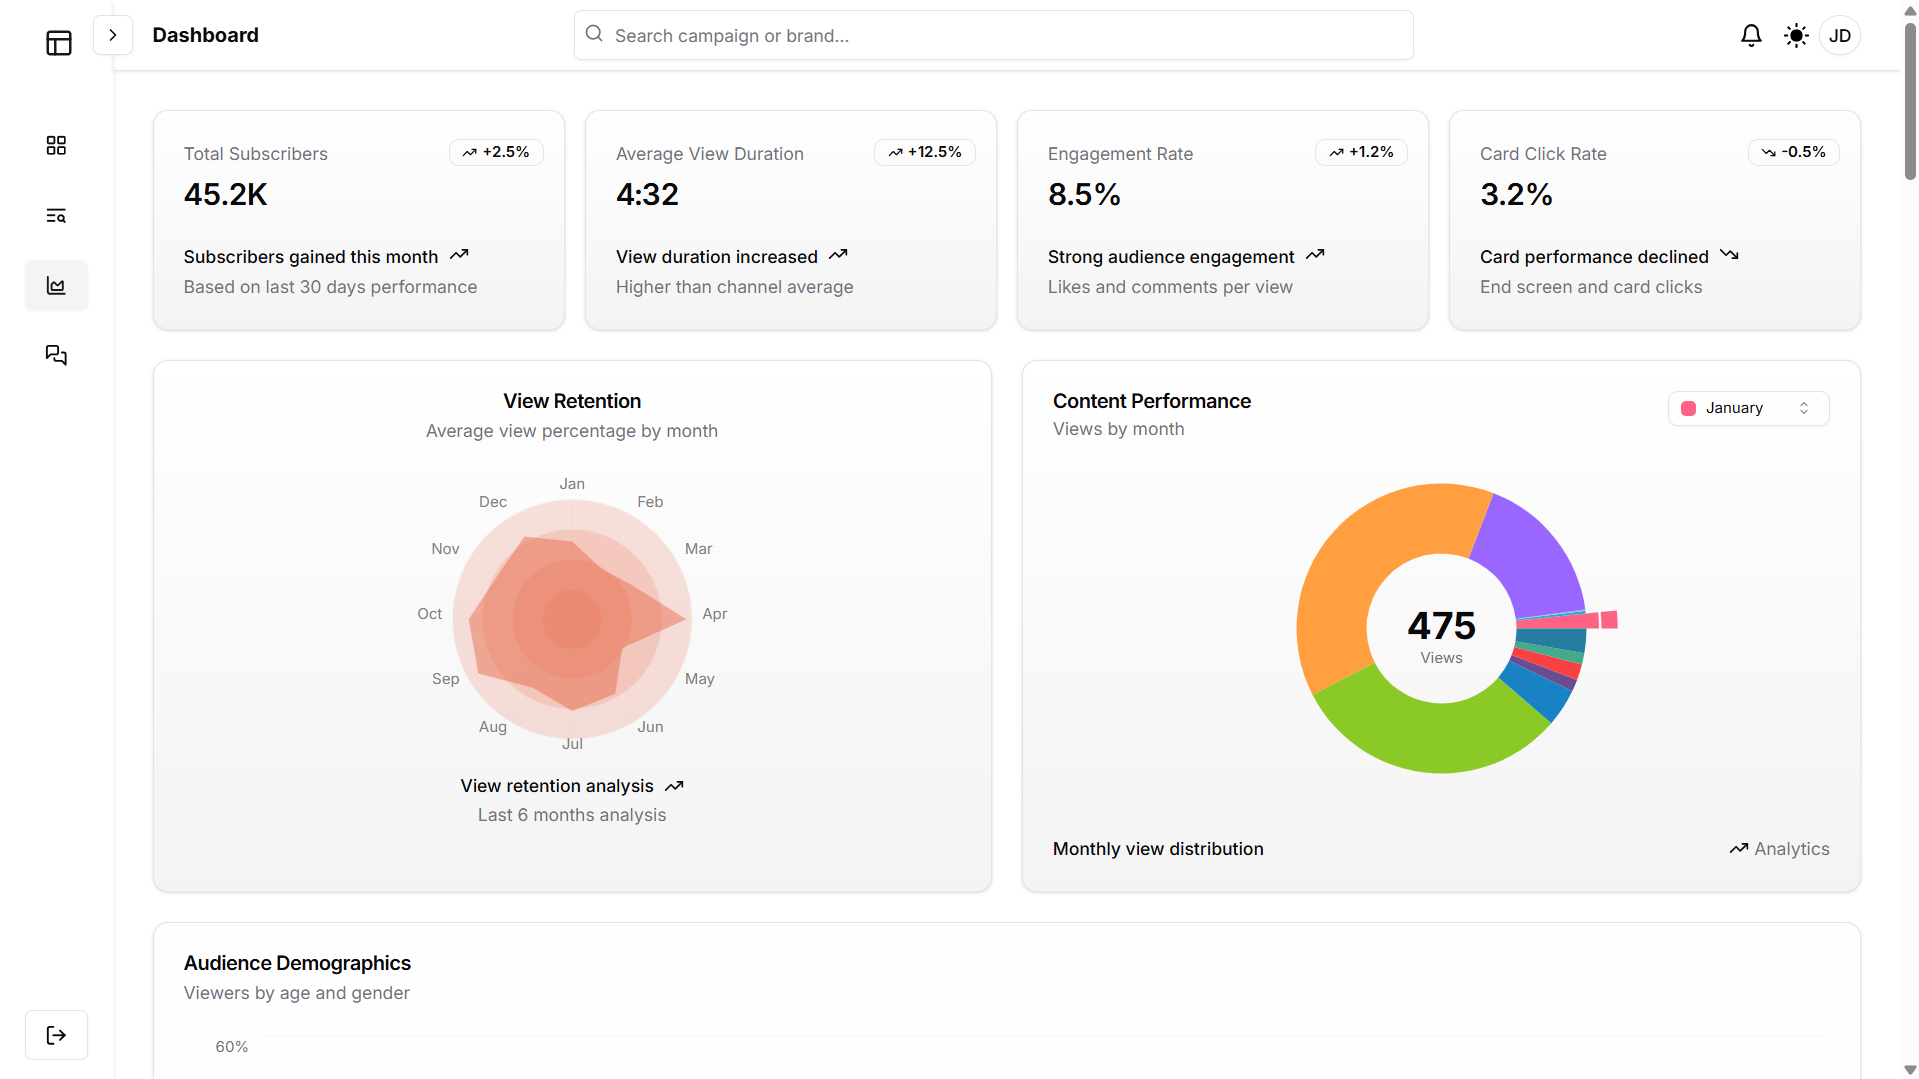 Dashboard
Search campaign or brand...
JD
Total Subscribers
+2.5%
45.2K
Subscribers gained this month
Based on last 30 days performance
Average View Duration
+12.5%
4:32
View duration increased
Higher than channel average
Engagement Rate
+1.2%
8.5%
Strong audience engagement
Likes and comments per view
Card Click Rate
-0.5%
3.2%
Card performance declined
End screen and card clicks
View Retention
Average view percentage by month
Jan
Feb
Mar
Apr
May
Jun
Jul
Aug
Sep
Oct
Nov
Dec
View retention analysis
Last 6 months analysis
Content Performance
Views by month
January
475
Views
Monthly view distribution
Analytics
Audience Demographics
Viewers by age and gender
60%